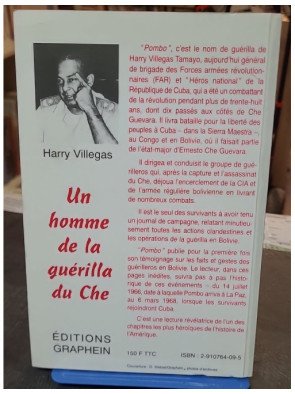 Harry Villegas
Un
homme
de la
guérilla
du Che
ÉDITIONS
GRAPHEIN
"Pombo", c'est le nom de guérilla de
Harry Villegas Tamayo, aujourd'hui général
de brigade des Forces armées révolution-
naires (FAR) et "Héros national" de la
République de Cuba, qui a été un combattant
de la révolution pendant plus de trente-huit
ans, dont dix passés aux côtés de Che
Guevara. Il livra bataille pour la liberté des
peuples à Cuba - dans la Sierra Maestra -,
au Congo et en Bolivie, où il faisait partie
de l'état-major d'Ernesto Che Guevara.
Il dirigea et conduisit le groupe de gué-
rilleros qui, après la capture et l'assassinat
du Che, déjoua l'encerclement de la CIA et
de l'armée régulière bolivienne en livrant
de nombreux combats.
Il est le seul des survivants à avoir tenu
un journal de campagne, relatant minutieu-
sement toutes les actions clandestines et
les opérations de la guérilla en Bolivie.
"Pombo" publie pour la première fois
son témoignage sur les faits et gestes des
guérilleros en Bolivie. Le lecteur, dans ces
pages inédites, suivra pas à pas l'histo-
rique de ces événements - du 14 juillet
1966, date à laquelle Pombo arriva à La Paz,
au 6 mars 1968, lorsque les survivants
rejoindront Cuba.
C'est une lecture révélatrice de l'un des
chapitres les plus héroïques de l'histoire de
l'Amérique.
150 F TTC
ISBN : 2-910764-09-5
Couverture : photos d'archives